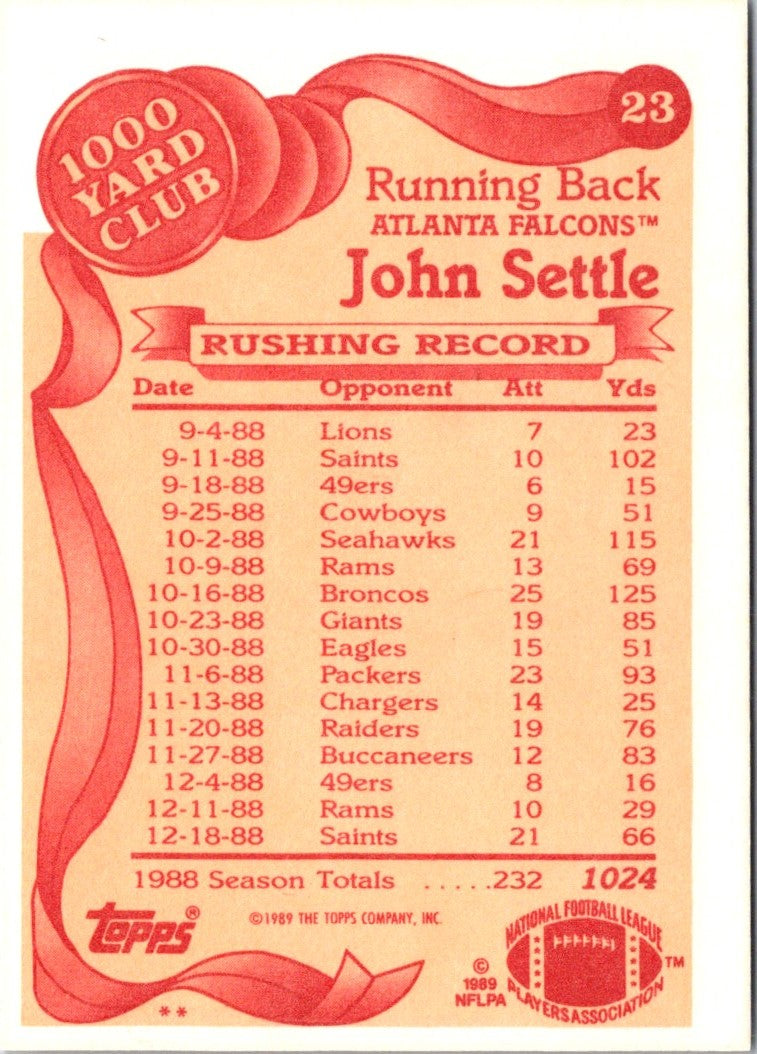 23
1000
YARD
CLUB
Running Back
ATLANTA FALCONS™
John Settle
RUSHING RECORD
Date Opponent Att Yds
9-4-88 Lions 7 23
9-11-88 Saints 10 102
9-18-88 49ers 6 15
9-25-88 Cowboys 9 51
10-2-88 Seahawks 21 115
10-9-88 Rams 13 69
10-16-88 Broncos 25 125
10-23-88 Giants 19 85
10-30-88 Eagles 15 51
11-6-88 Packers 23 93
11-13-88 Chargers 14 25
11-20-88 Raiders 19 76
11-27-88 Buccaneers 12 83
12-4-88 49ers 8 16
12-11-88 Rams 10 29
12-18-88 Saints 21 66
1988 Season Totals .....232 1024
topps®
©1989 THE TOPPS COMPANY, INC.
NATIONAL FOOTBALL LEAGUE
PLAYERS ASSOCIATION
™
©
1989
NFLPA
**